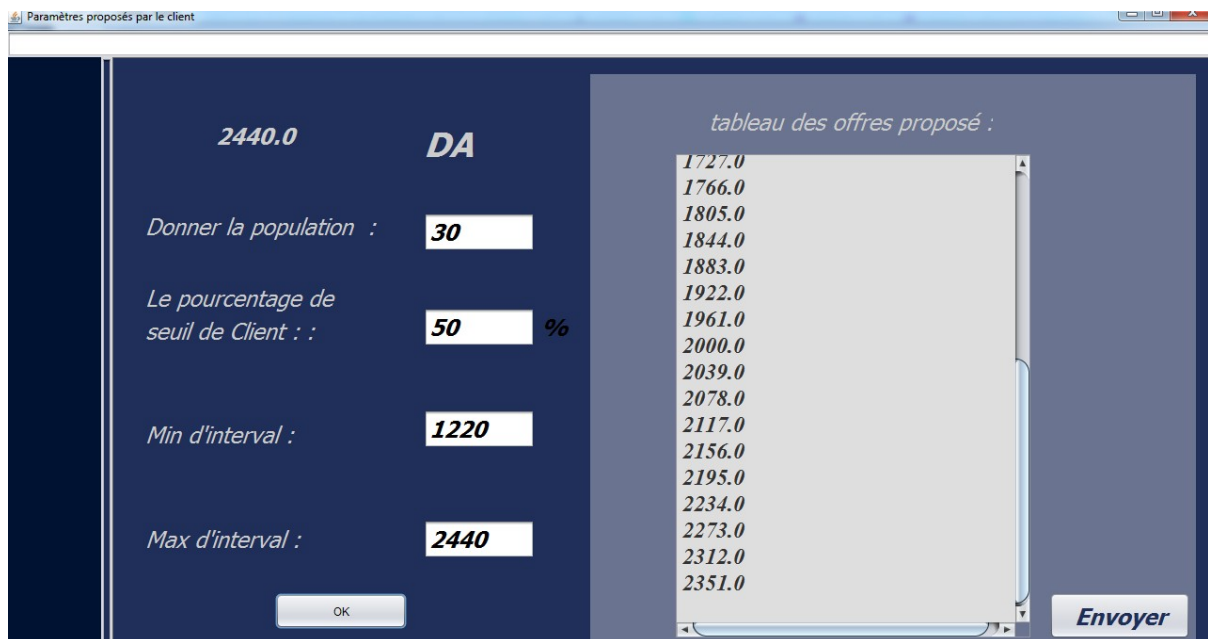 Paramètres proposés par le client
2440.0 DA
Donner la population : 30
Le pourcentage de
seuil de Client : : 50 %
Min d'interval : 1220
Max d'interval : 2440
OK
tableau des offres proposé :
1727.0
1766.0
1805.0
1844.0
1883.0
1922.0
1961.0
2000.0
2039.0
2078.0
2117.0
2156.0
2195.0
2234.0
2273.0
2312.0
2351.0
Envoyer